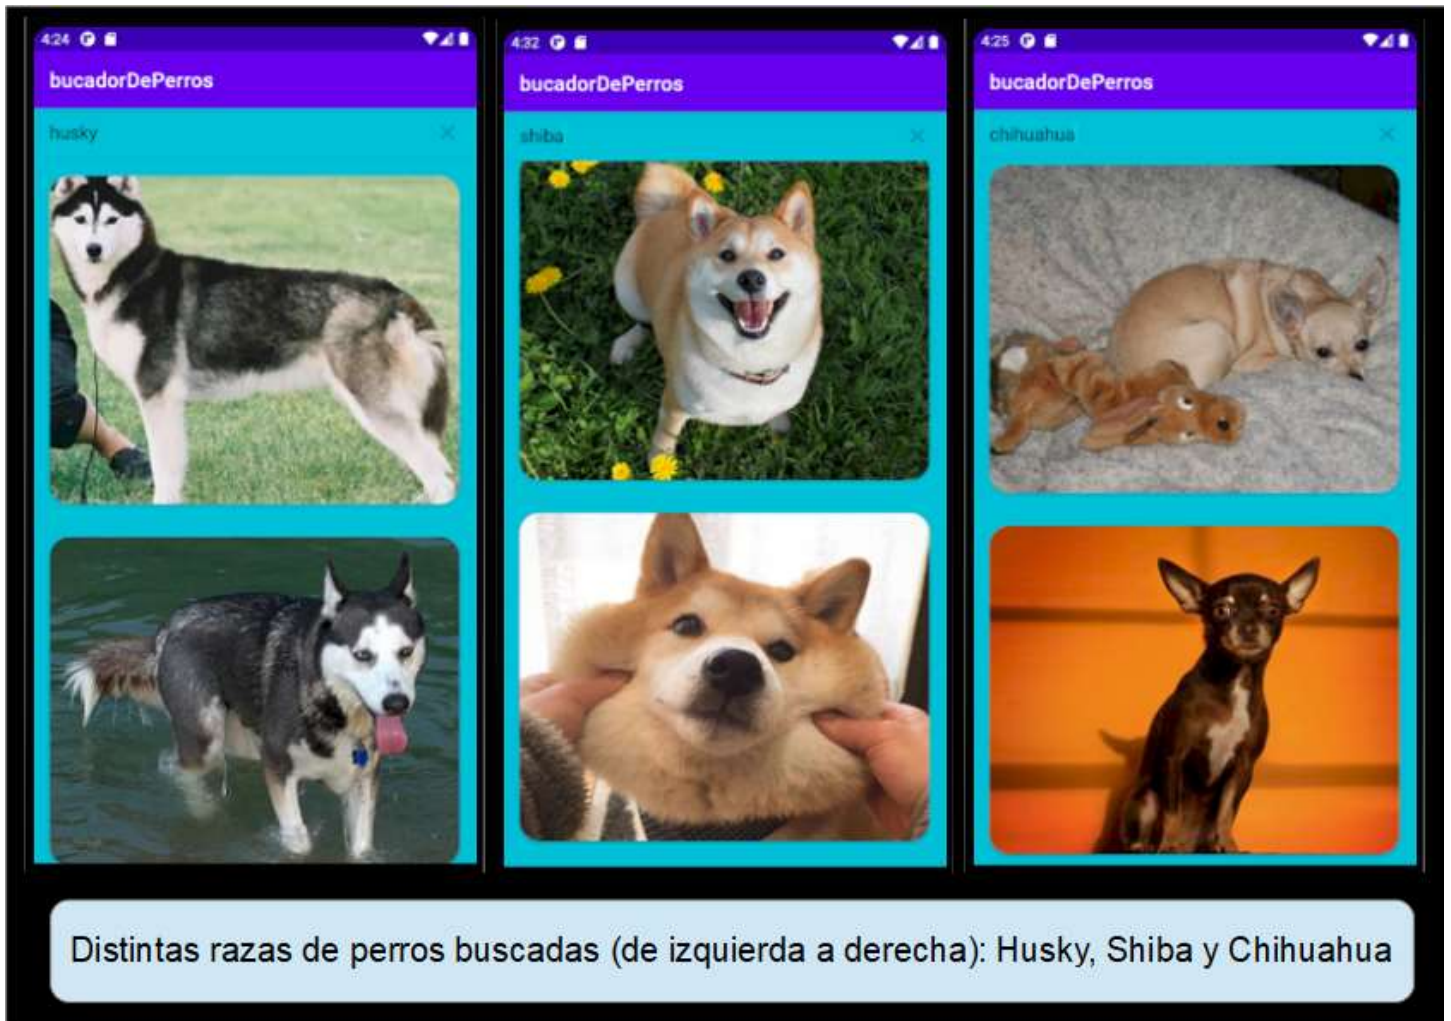 4:24
bucadorDePerros
husky
4:32
bucadorDePerros
shiba
4:25
bucadorDePerros
chihuahua
Distintas razas de perros buscadas (de izquierda a derecha): Husky, Shiba y Chihuahua